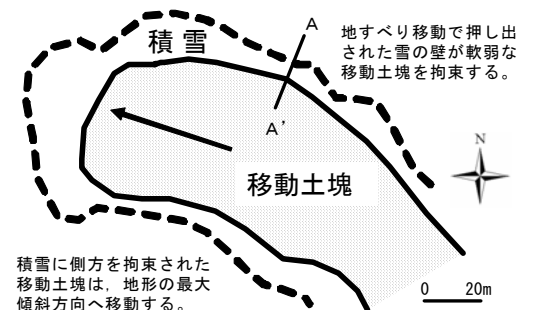 積雪
A
地すべり移動で押し出
された雪の壁が軟弱な
移動土塊を拘束する。
A'
N
移動土塊
積雪に側方を拘束された
移動土塊は，地形の最大
傾斜方向へ移動する。
0 20m